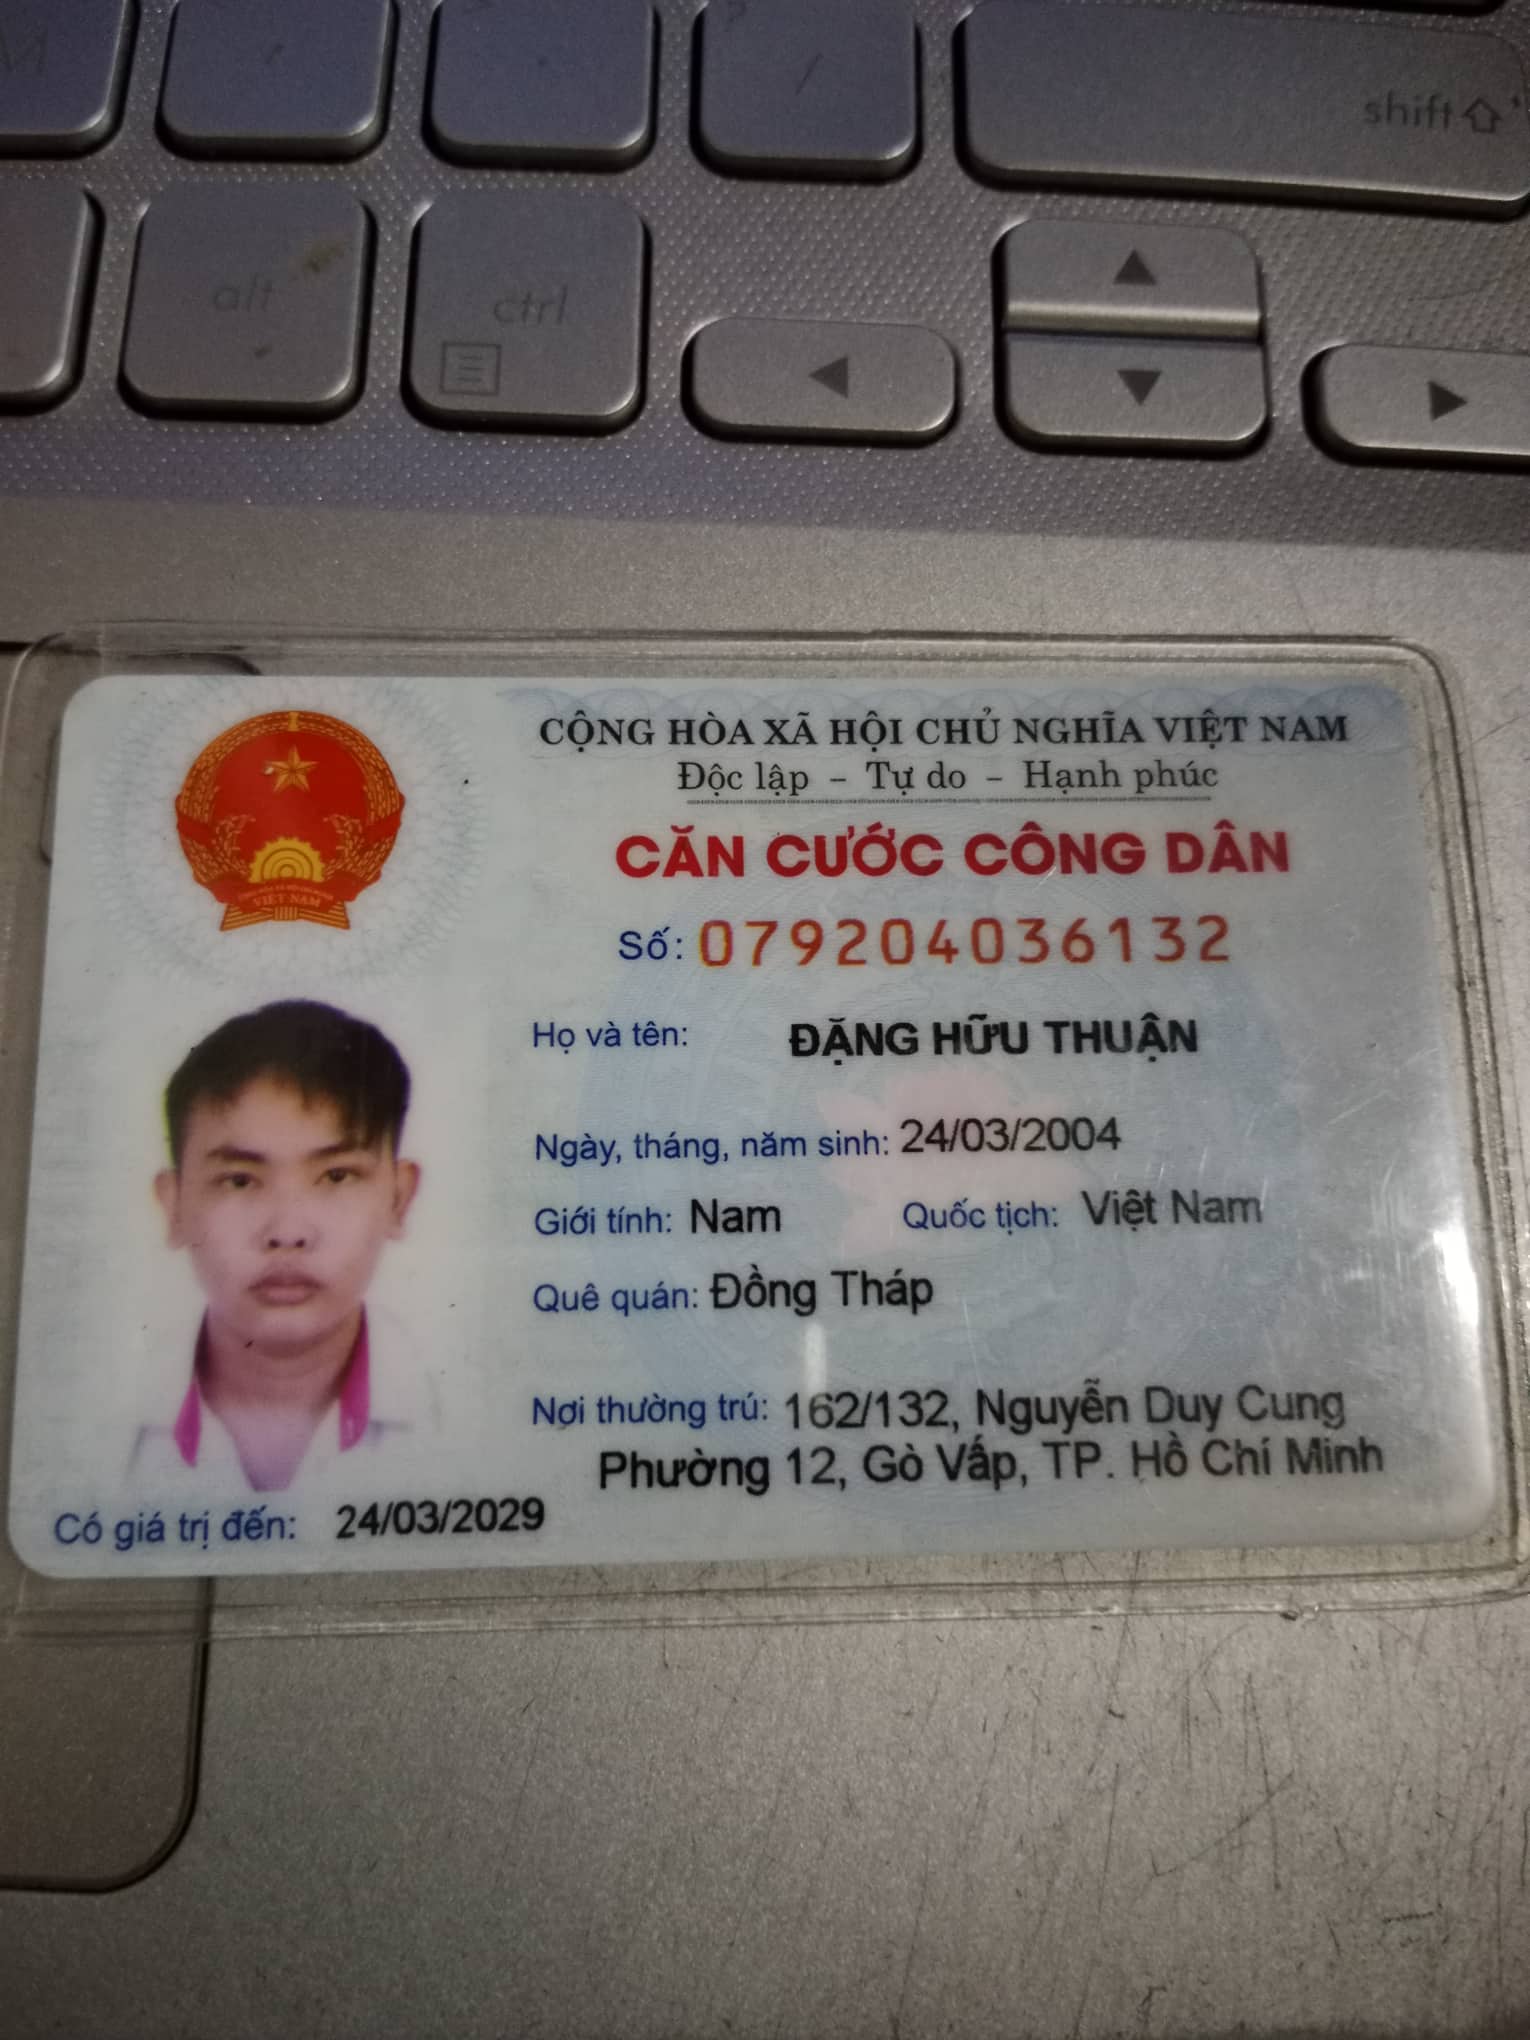 shift
alt
ctrl
CỘNG HÒA XÃ HỘI CHỦ NGHĨA VIỆT NAM
Độc lập - Tự do - Hạnh phúc
CĂN CƯỚC CÔNG DÂN
Số: 079204036132
Họ và tên: ĐẶNG HỮU THUẬN
Ngày, tháng, năm sinh: 24/03/2004
Giới tính: Nam Quốc tịch: Việt Nam
Quê quán: Đồng Tháp
Nơi thường trú: 162/132, Nguyễn Duy Cung
Phường 12, Gò Vấp, TP. Hồ Chí Minh
Có giá trị đến: 24/03/2029
VIỆT NAM